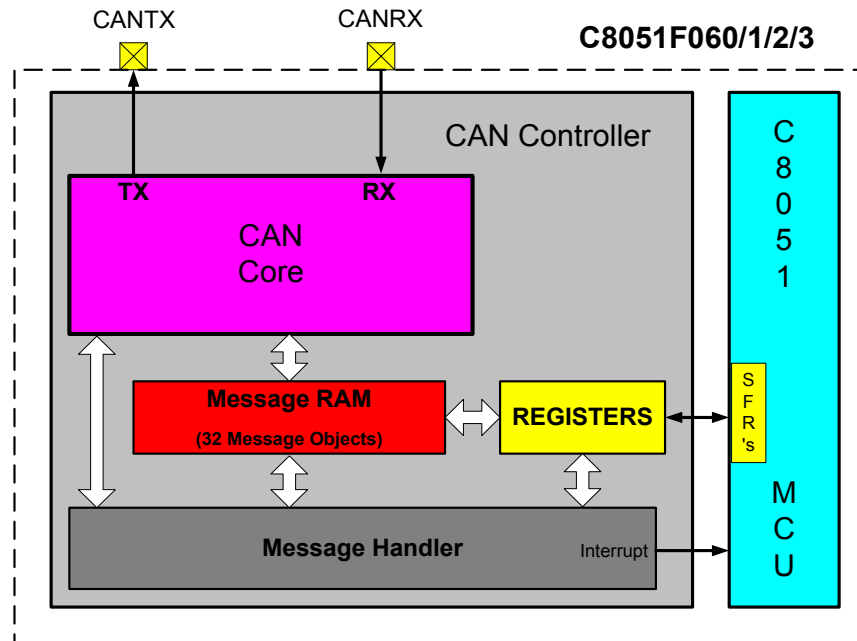 CANTX
CANRX
C8051F060/1/2/3
CAN Controller
TX
RX
CAN
Core
Message RAM
(32 Message Objects)
REGISTERS
Message Handler
Interrupt
C
8
0
5
1
S
F
R
's
M
C
U